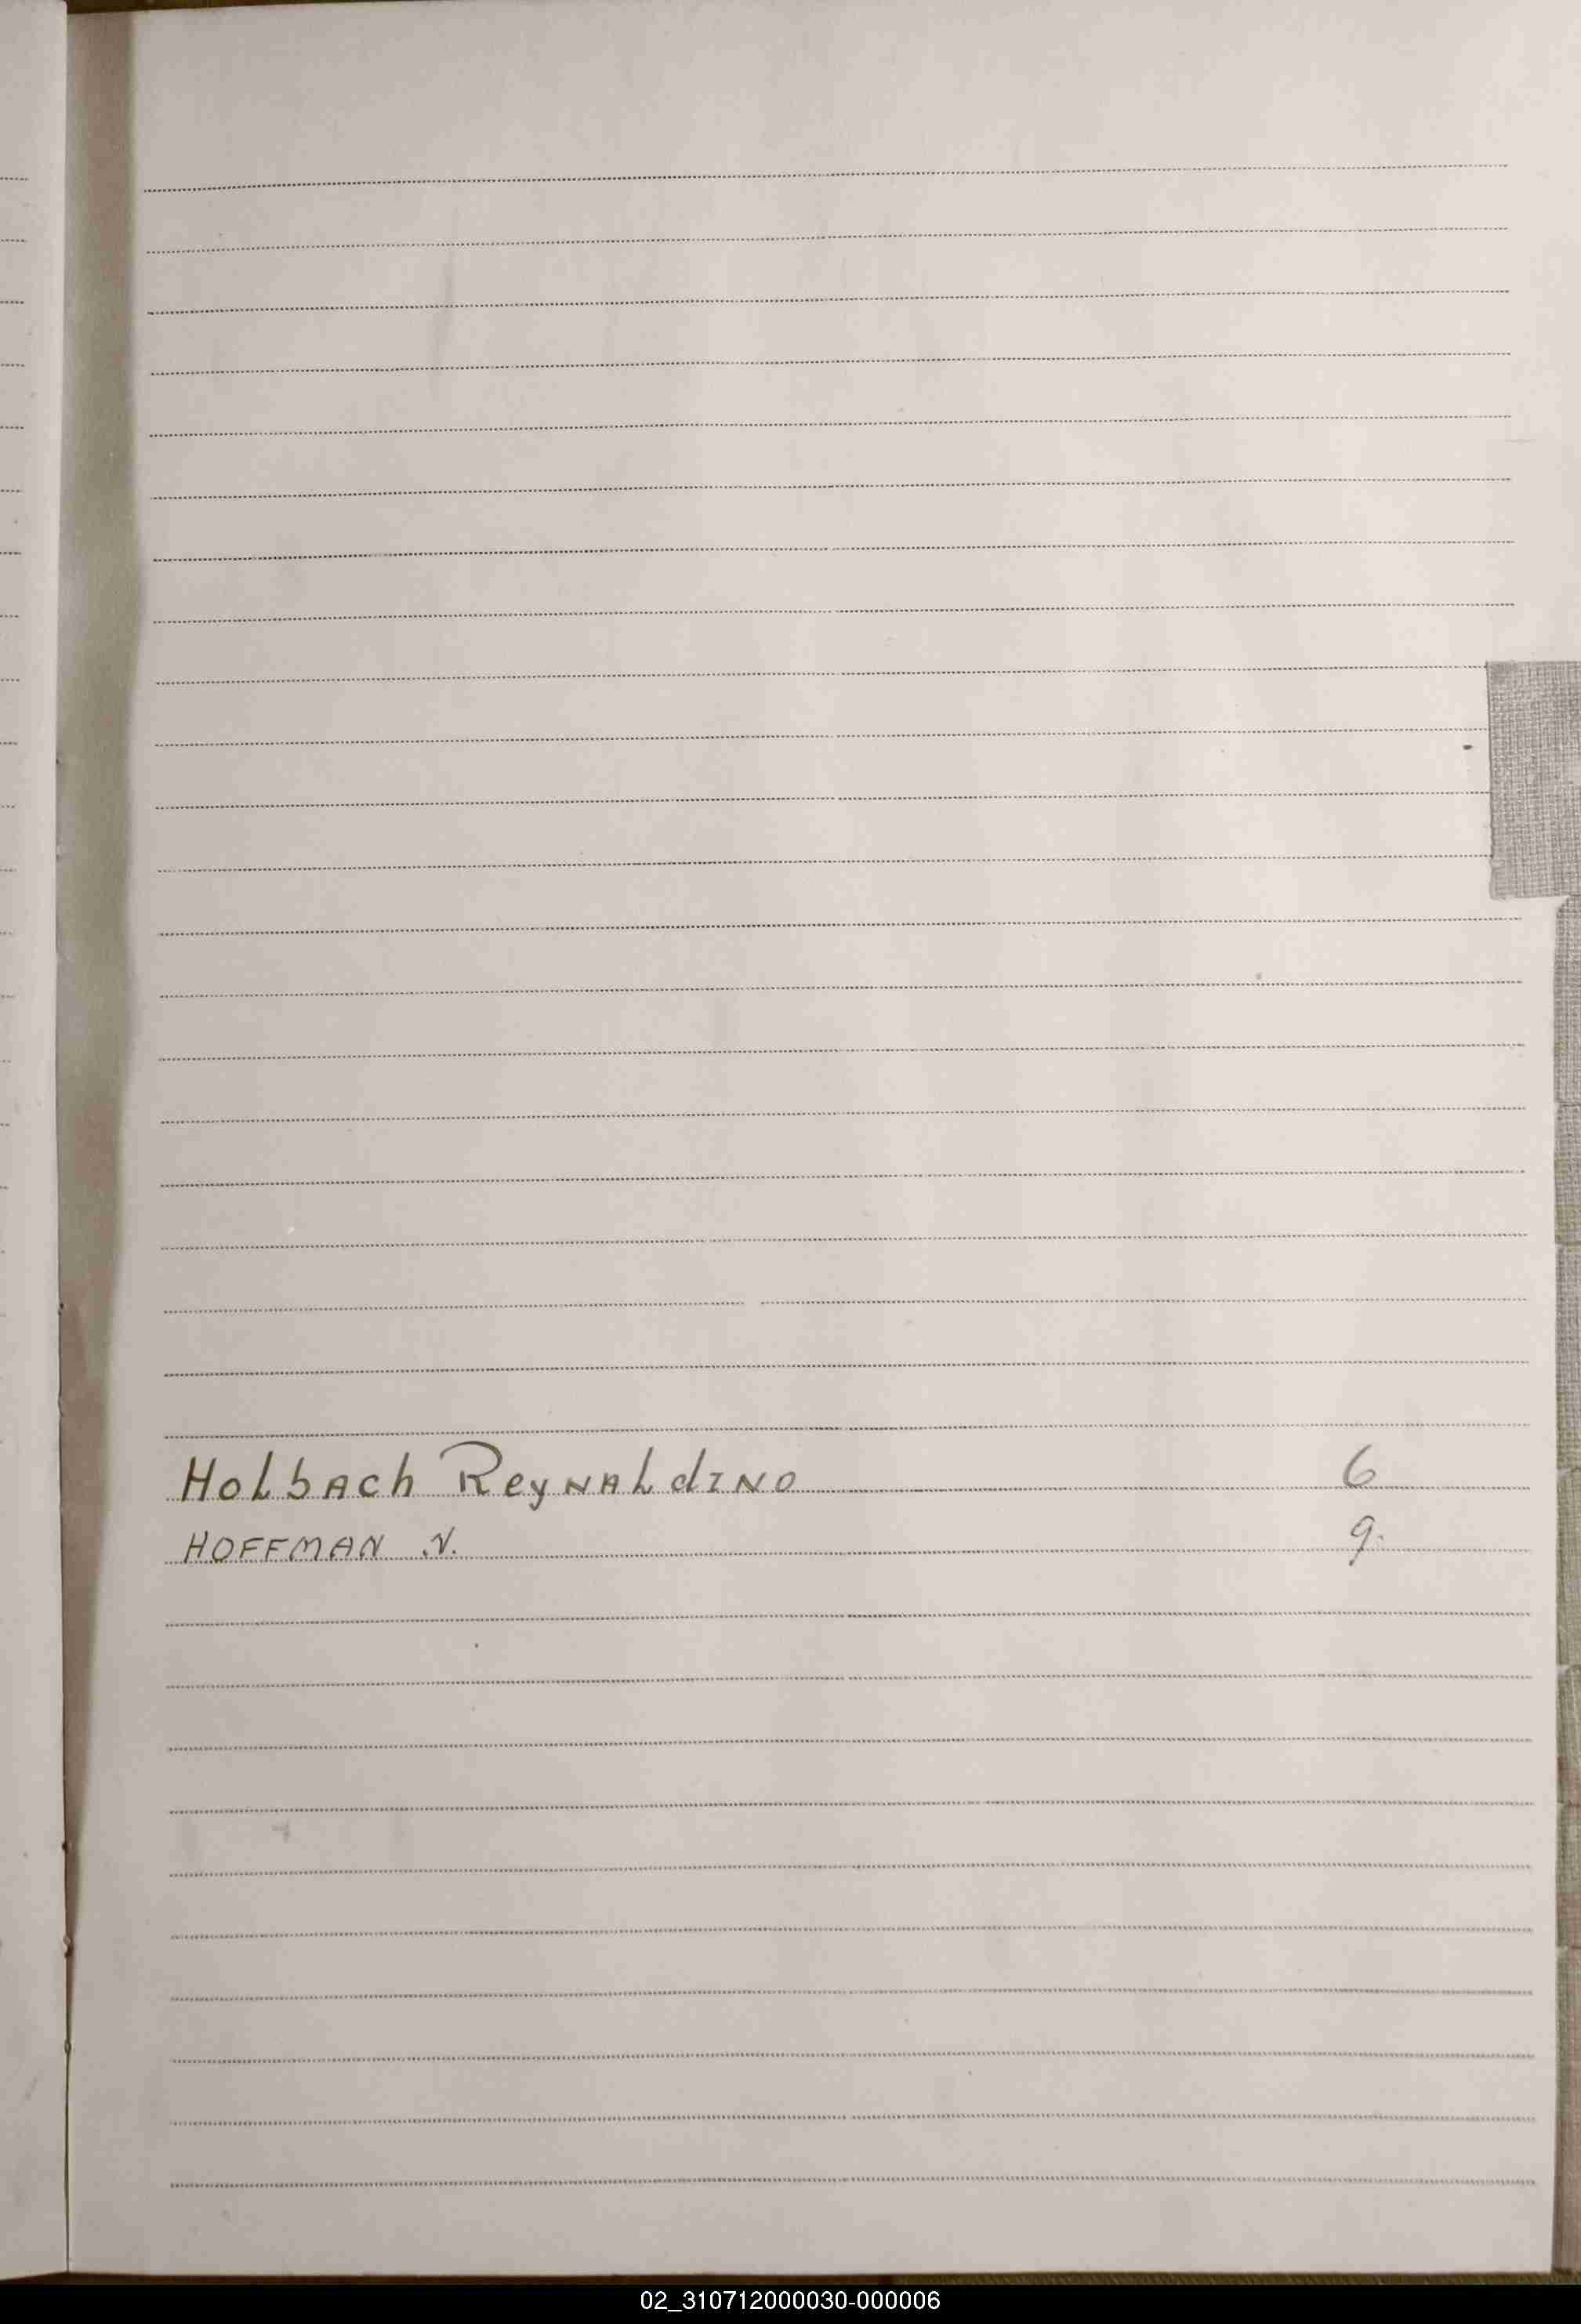 HoLbAch ReyNALdINO 6
HOFFMAN N. 9.
02_310712000030-000006